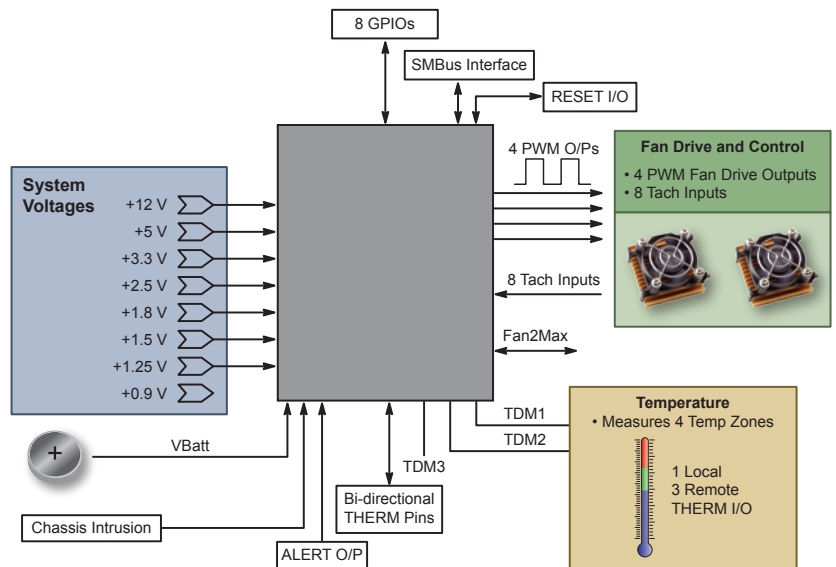 8 GPIOs
SMBus Interface
RESET I/O
4 PWM O/Ps
Fan Drive and Control
• 4 PWM Fan Drive Outputs
• 8 Tach Inputs
System
Voltages
+12 V
+5 V
+3.3 V
+2.5 V
+1.8 V
+1.5 V
+1.25 V
+0.9 V
8 Tach Inputs
Fan2Max
Temperature
• Measures 4 Temp Zones
1 Local
3 Remote
THERM I/O
TDM1
TDM2
TDM3
+
VBatt
Bi-directional
THERM Pins
Chassis Intrusion
ALERT O/P